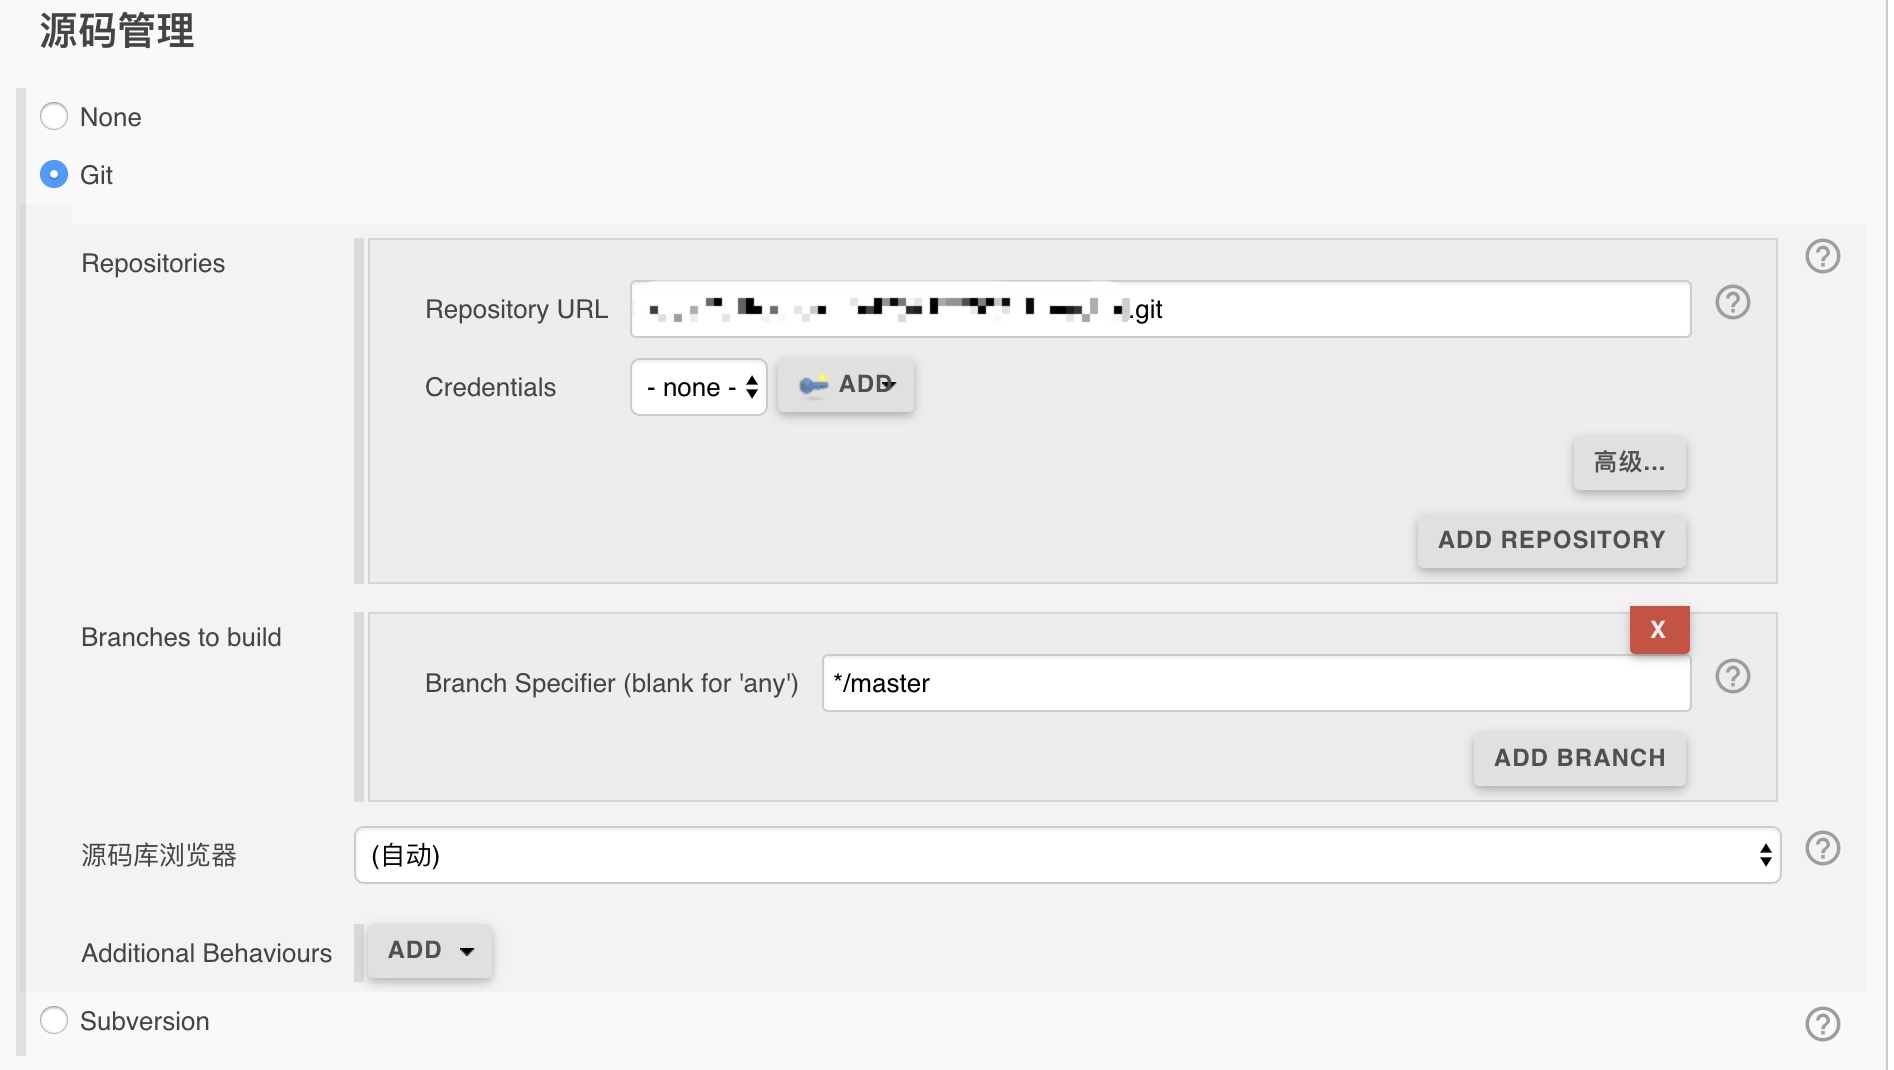 源码管理
None
Git
Repositories
Repository URL
.git
Credentials
- none -
ADD
高级...
ADD REPOSITORY
Branches to build
X
Branch Specifier (blank for 'any')
*/master
ADD BRANCH
源码库浏览器
(自动)
Additional Behaviours
ADD
Subversion